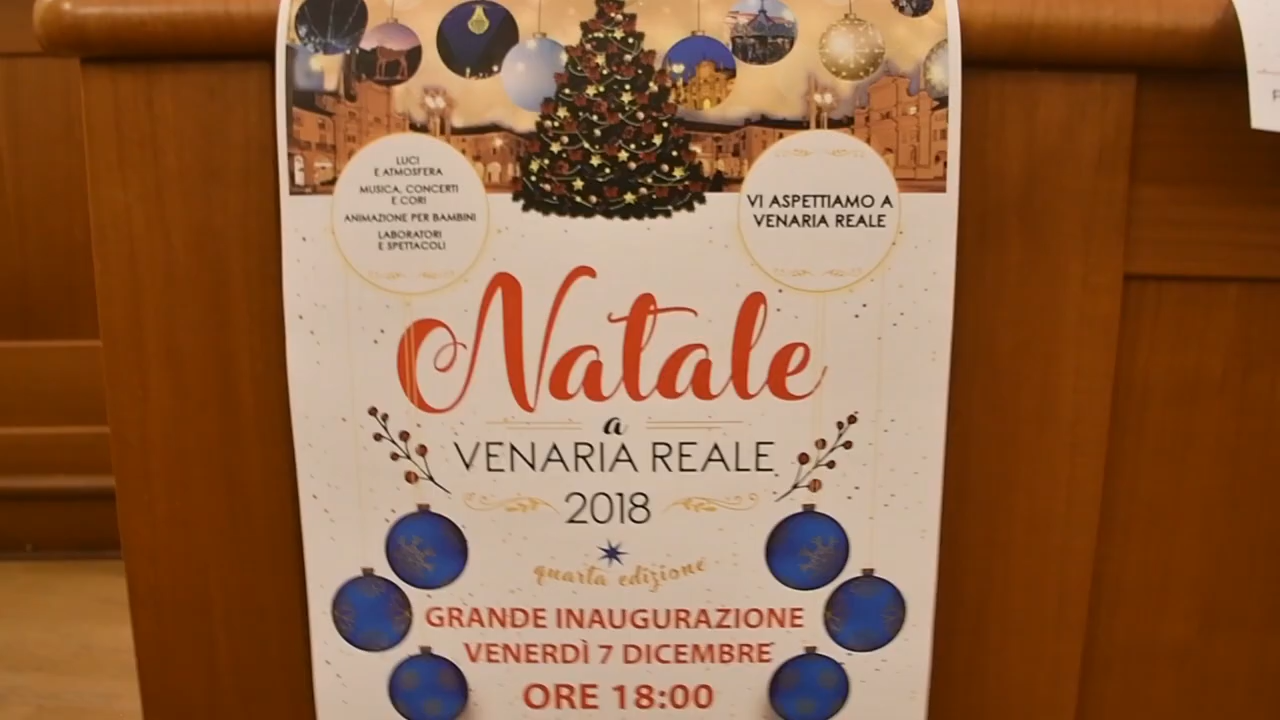 LUCI
E ATMOSFERA
MUSICA, CONCERTI
E CORI
ANIMAZIONE PER BAMBINI
LABORATORI
E SPETTACOLI
VI ASPETTIAMO A
VENARIA REALE
Natale
a
VENARIA REALE
2018
quarta edizione
GRANDE INAUGURAZIONE
VENERDÌ 7 DICEMBRE
ORE 18:00